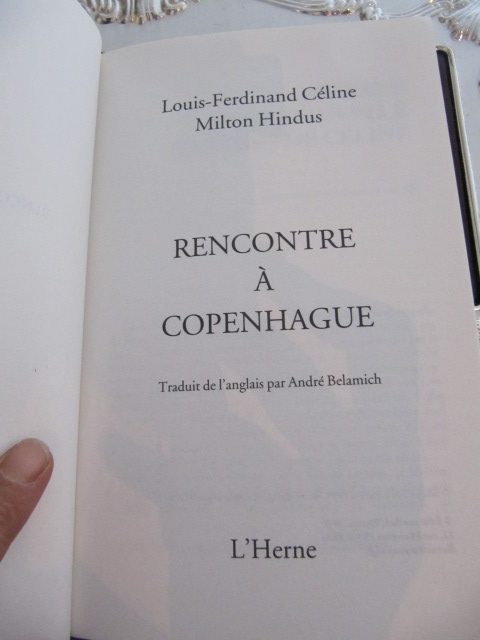 Louis-Ferdinand Céline
Milton Hindus
RENCONTRE
À
COPENHAGUE
Traduit de l'anglais par André Belamich
L'Herne